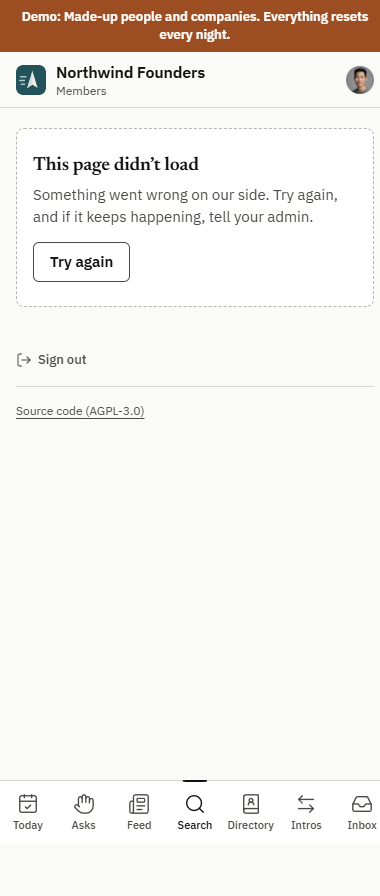 Demo: Made-up people and companies. Everything resets
every night.
Northwind Founders
Members
This page didn’t load
Something went wrong on our side. Try again,
and if it keeps happening, tell your admin.
Try again
Sign out
Source code (AGPL-3.0)
Today
Asks
Feed
Search
Directory
Intros
Inbox